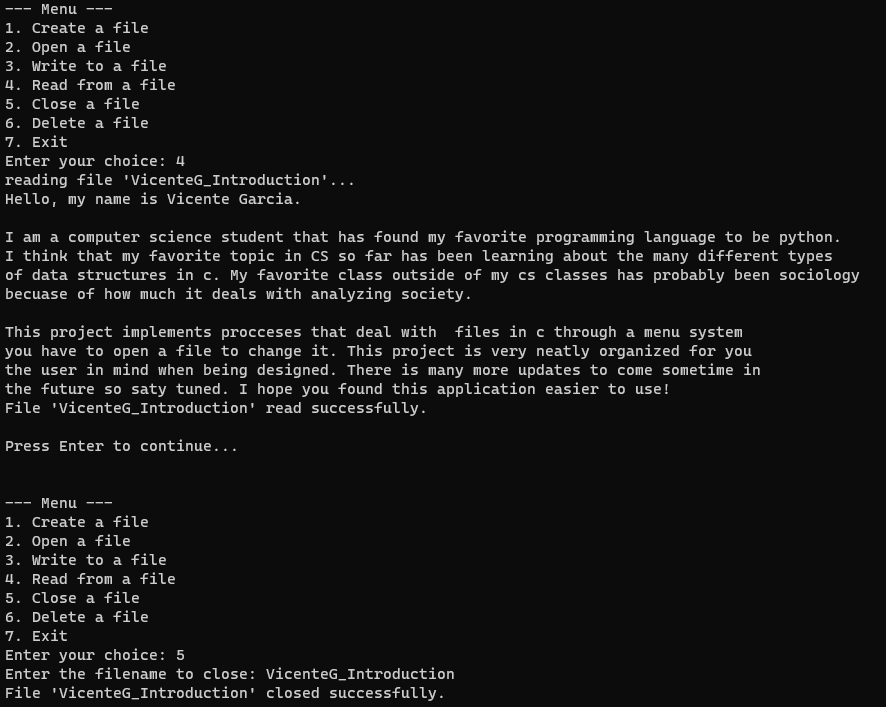 --- Menu ---
1. Create a file
2. Open a file
3. Write to a file
4. Read from a file
5. Close a file
6. Delete a file
7. Exit
Enter your choice: 4
reading file 'VicenteG_Introduction'...
Hello, my name is Vicente Garcia.

I am a computer science student that has found my favorite programming language to be python.
I think that my favorite topic in CS so far has been learning about the many different types
of data structures in c. My favorite class outside of my cs classes has probably been sociology
becuase of how much it deals with analyzing society.

This project implements procceses that deal with  files in c through a menu system
you have to open a file to change it. This project is very neatly organized for you
the user in mind when being designed. There is many more updates to come sometime in
the future so saty tuned. I hope you found this application easier to use!
File 'VicenteG_Introduction' read successfully.

Press Enter to continue...

--- Menu ---
1. Create a file
2. Open a file
3. Write to a file
4. Read from a file
5. Close a file
6. Delete a file
7. Exit
Enter your choice: 5
Enter the filename to close: VicenteG_Introduction
File 'VicenteG_Introduction' closed successfully.